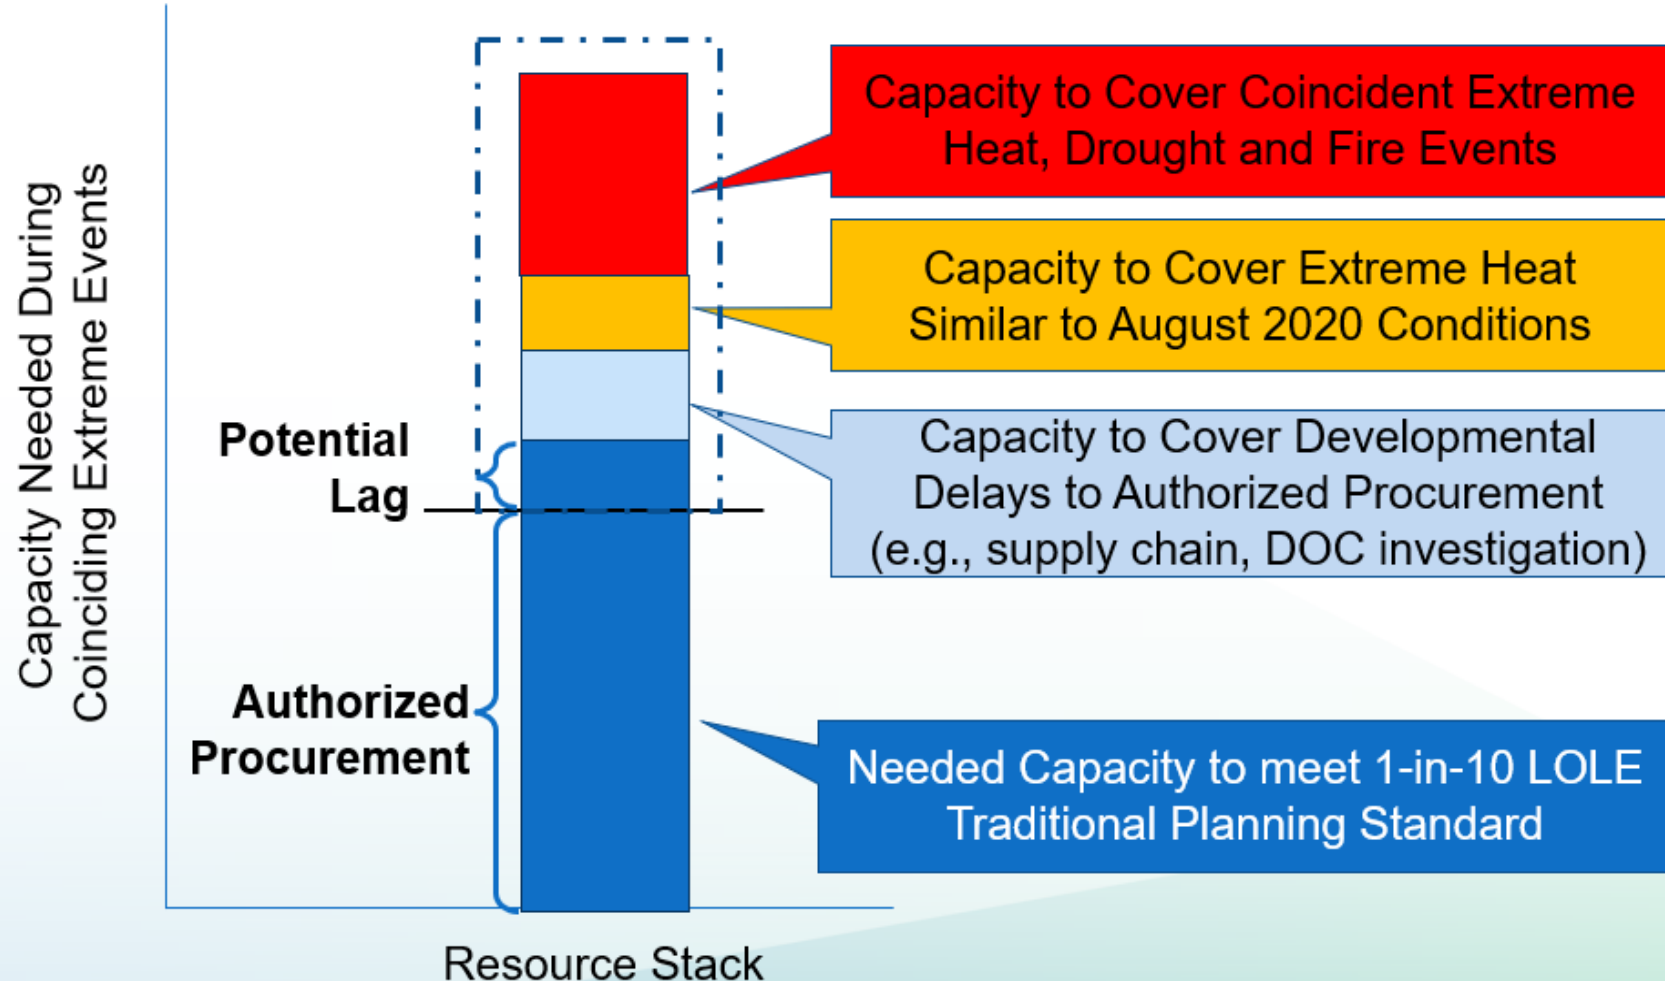 Capacity Needed During
Coinciding Extreme Events
Potential
Lag
Authorized
Procurement
Resource Stack
Capacity to Cover Coincident Extreme
Heat, Drought and Fire Events
Capacity to Cover Extreme Heat
Similar to August 2020 Conditions
Capacity to Cover Developmental
Delays to Authorized Procurement
(e.g., supply chain, DOC investigation)
Needed Capacity to meet 1-in-10 LOLE
Traditional Planning Standard